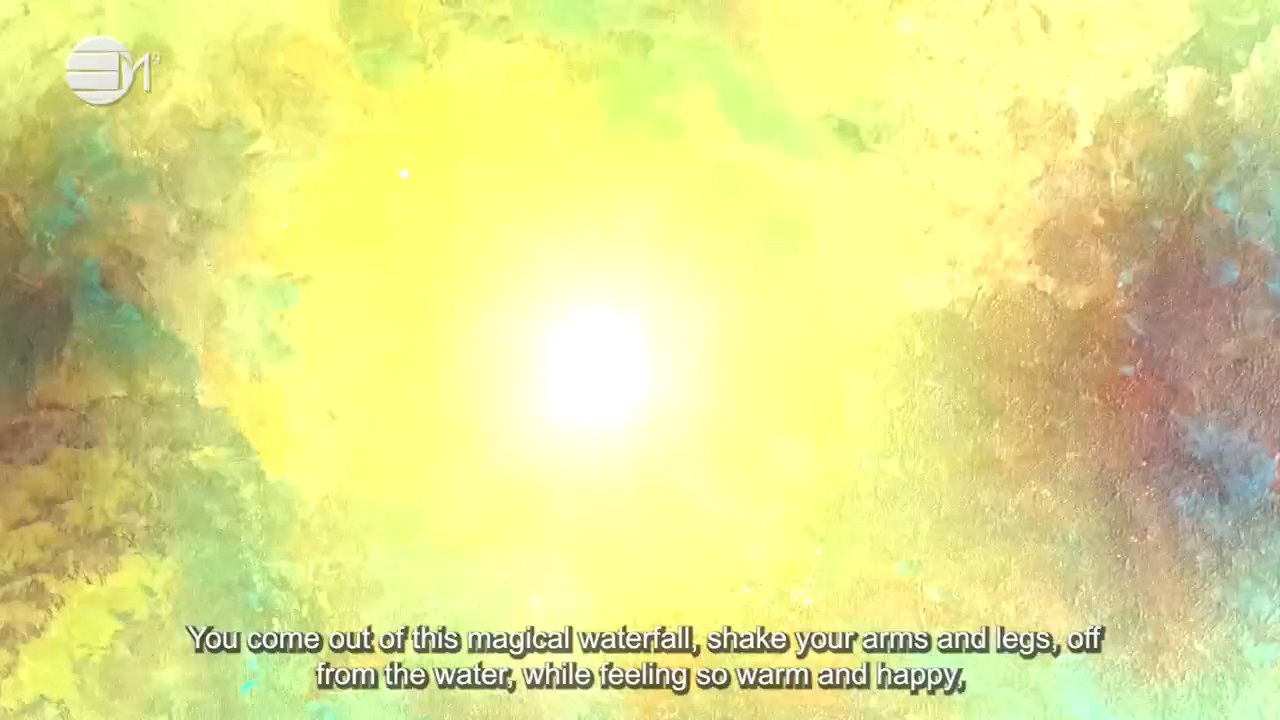 EM9
You come out of this magical waterfall, shake your arms and legs, off
from the water, while feeling so warm and happy,